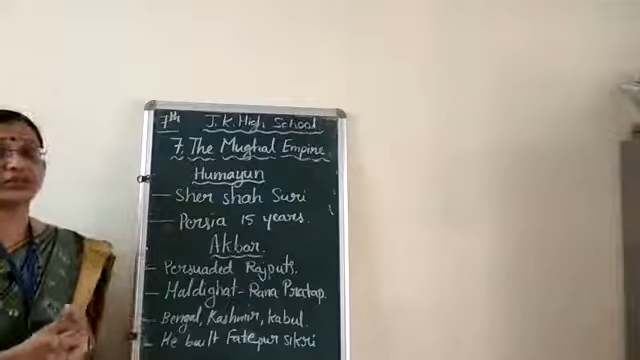 7th J.K. High School.
7. The Mughal Empire
Humayun
— Sher shah Suri
— Persia 15 years.
Akbar.
— Persuaded Rajputs.
— Haldighat - Rana Pratap.
— Bengal, Kashmir, Kabul.
— He built Fatepur sikri